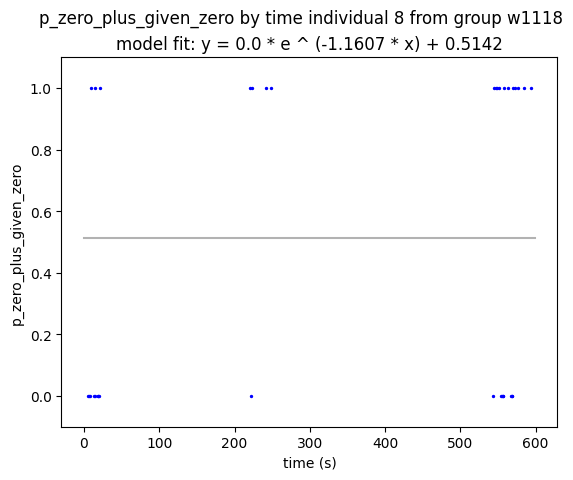 p_zero_plus_given_zero by time individual 8 from group w1118
model fit: y = 0.0 * e ^ (-1.1607 * x) + 0.5142
1.0
0.8
0.6
0.4
0.2
0.0
p_zero_plus_given_zero
0 100 200 300 400 500 600
time (s)